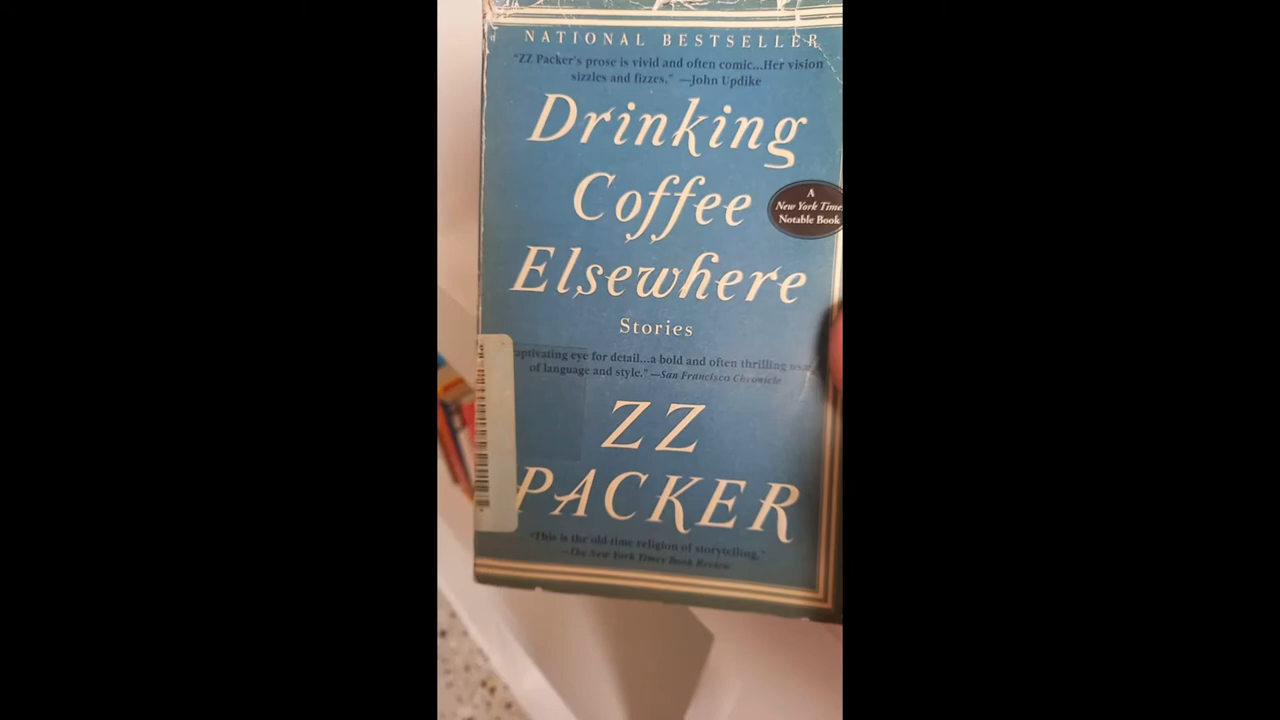 NATIONAL BESTSELLER
"ZZ Packer's prose is vivid and often comic...Her vision
sizzles and fizzes." —John Updike
Drinking
Coffee
Elsewhere
A
New York Times
Notable Book
Stories
aptivating eye for detail...a bold and often thrilling use
of language and style." —San Francisco Chronicle
ZZ
PACKER
"This is the old-time religion of storytelling."
—The New York Times Book Review